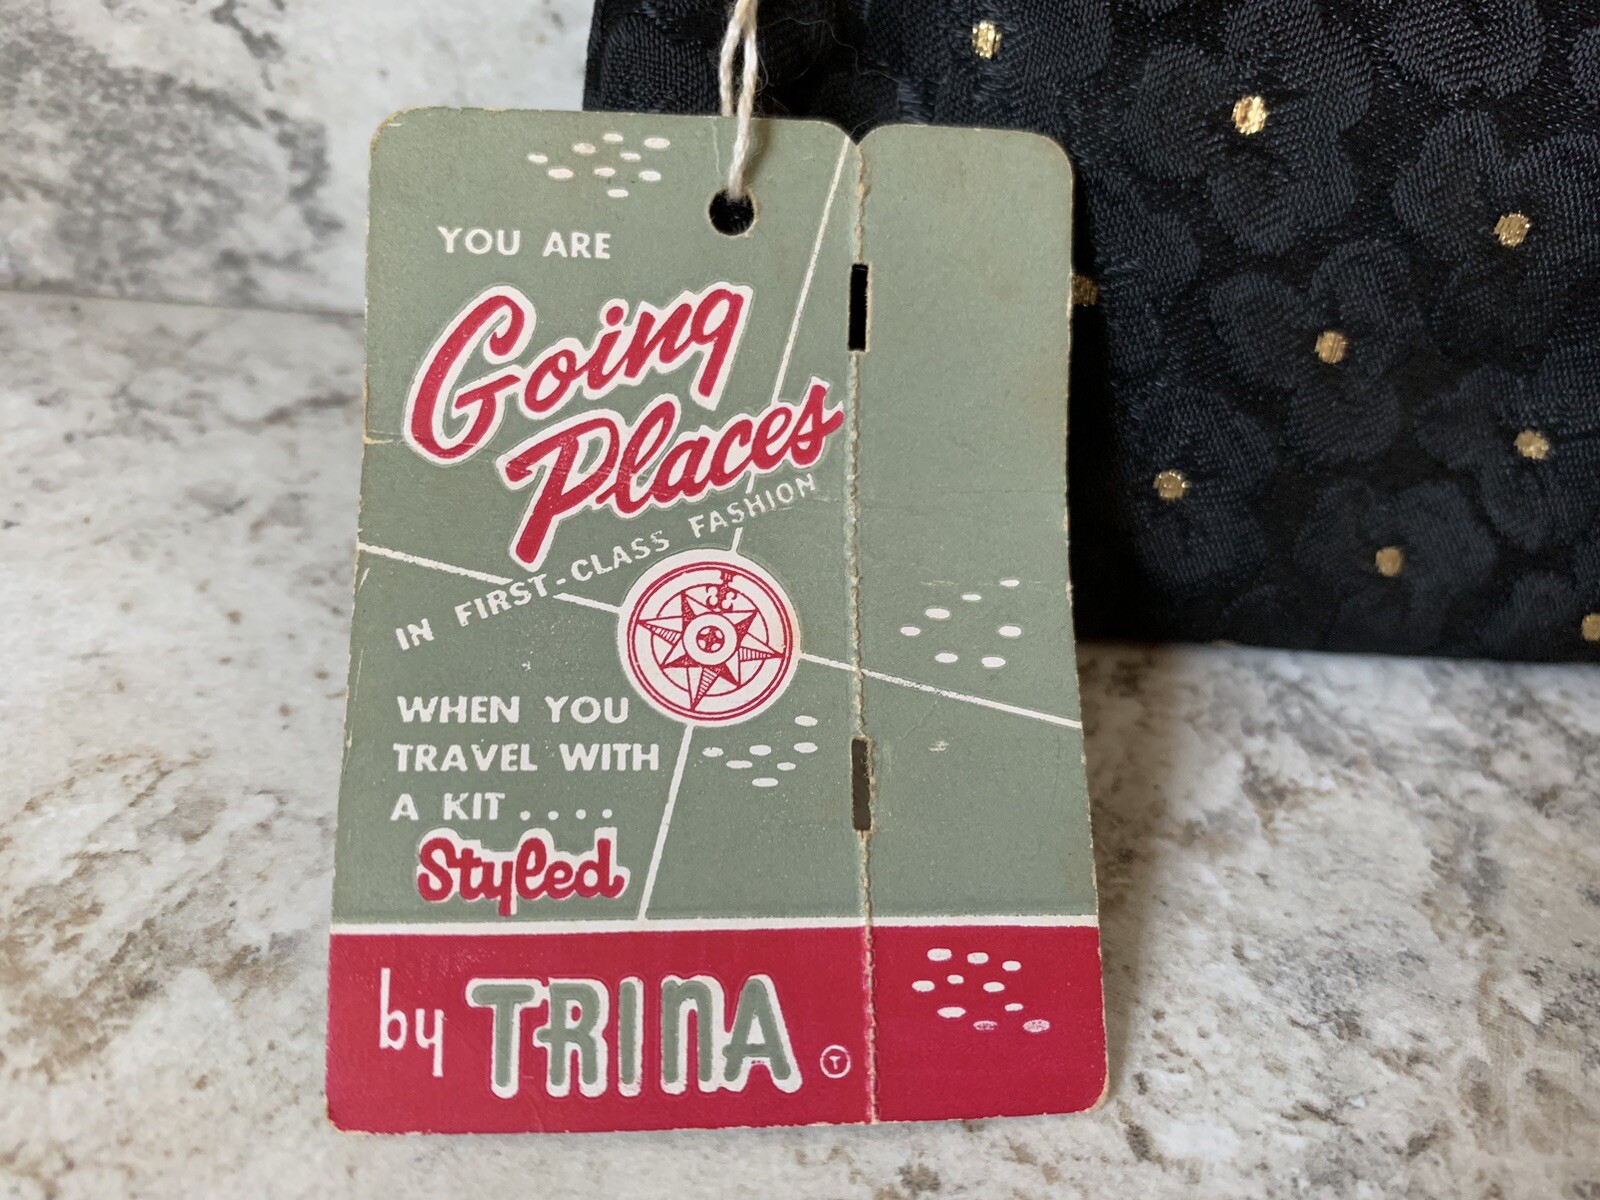 YOU ARE
Going
Places
IN FIRST-CLASS FASHION
WHEN YOU
TRAVEL WITH
A KIT....
Styled
by TRINA Ⓣ